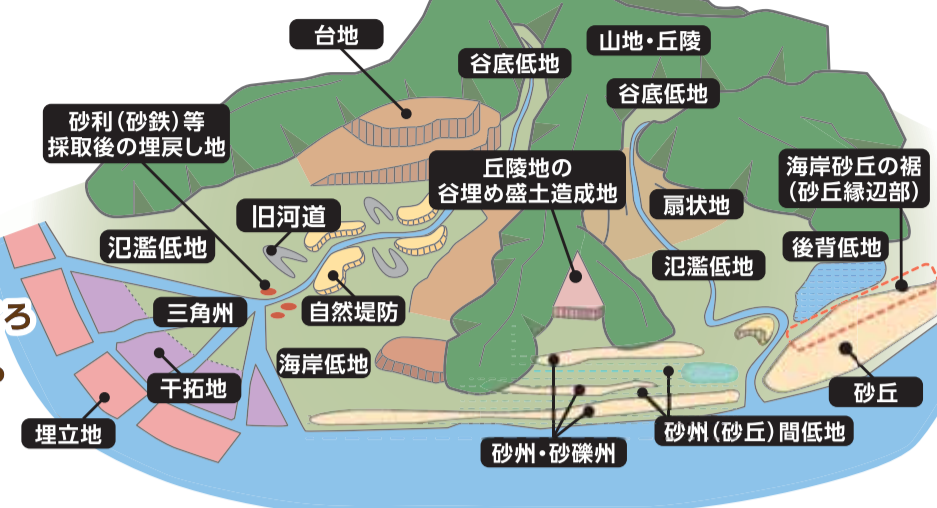 台地
山地・丘陵
谷底低地
谷底低地
砂利（砂鉄）等
採取後の埋戻し地
丘陵地の
谷埋め盛土造成地
海岸砂丘の裾
（砂丘縁辺部）
旧河道
扇状地
氾濫低地
後背低地
氾濫低地
三角州
自然堤防
ろ
海岸低地
干拓地
砂丘
埋立地
砂州・砂礫州
砂州（砂丘）間低地